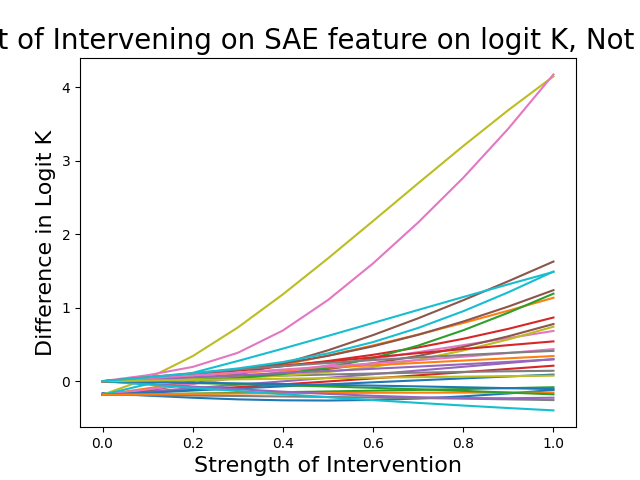 t of Intervening on SAE feature on logit K, Not
Difference in Logit K
4
3
2
1
0
0.0 0.2 0.4 0.6 0.8 1.0
Strength of Intervention